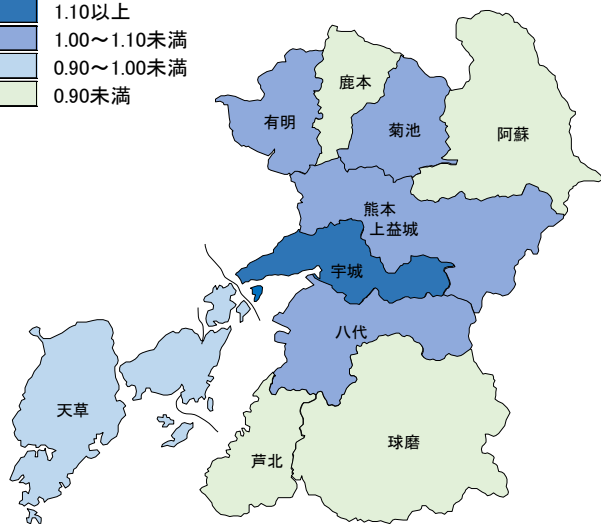 1.10以上
1.00～1.10未満
0.90～1.00未満
0.90未満
鹿本
有明
菊池
阿蘇
熊本
上益城
宇城
八代
天草
球磨
芦北